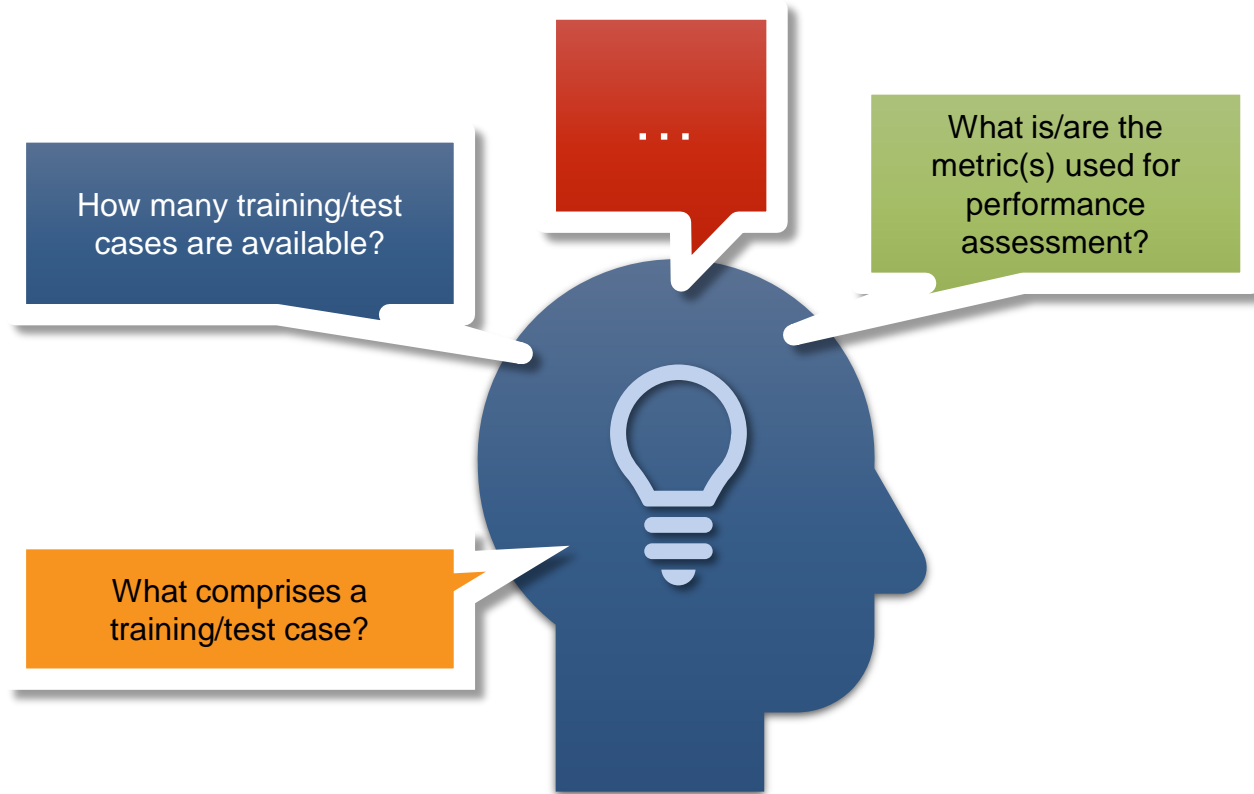 ...
How many training/test
cases are available?
What is/are the
metric(s) used for
performance
assessment?
What comprises a
training/test case?